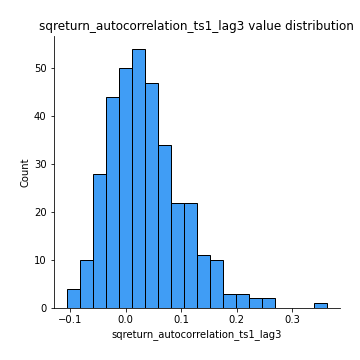 sqreturn_autocorrelation_ts1_lag3 value distribution
50
40
30
20
10
0
Count
−0.1 0.0 0.1 0.2 0.3
sqreturn_autocorrelation_ts1_lag3